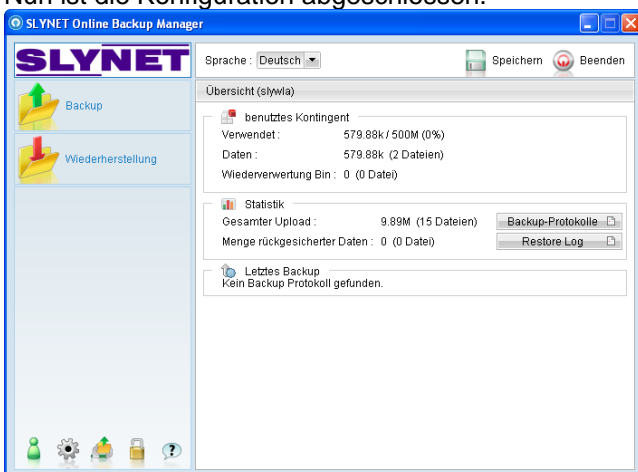 Nun ist die Konfiguration abgeschlossen.
SLYNET Online Backup Manager
SLYNET
Sprache : Deutsch
Speichern
Beenden
Backup
Wiederherstellung
Übersicht (slywla)
benutztes Kontingent
Verwendet : 579.88k / 500M (0%)
Daten : 579.88k (2 Dateien)
Wiederverwertung Bin : 0 (0 Datei)
Statistik
Gesamter Upload : 9.89M (15 Dateien) Backup-Protokolle
Menge rückgesicherter Daten : 0 (0 Datei) Restore Log
Letztes Backup
Kein Backup Protokoll gefunden.